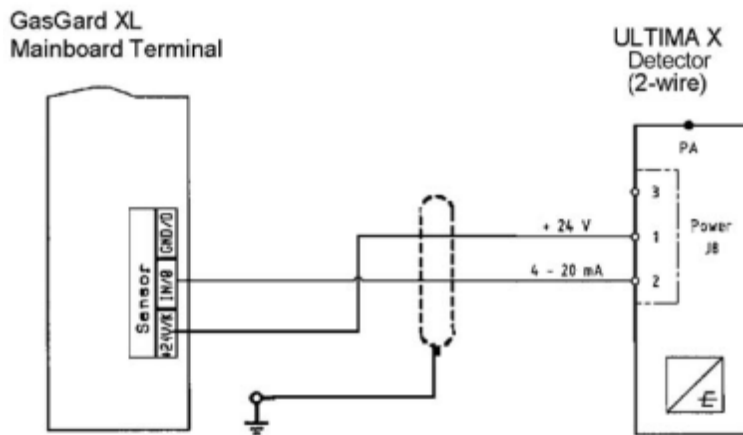 GasGard XL
Mainboard Terminal
ULTIMA X
Detector
(2-wire)
PA
3
Sensor
GND/D
IN/B
+24V/K
+ 24 V
1
Power
J8
4 - 20 mA
2
E